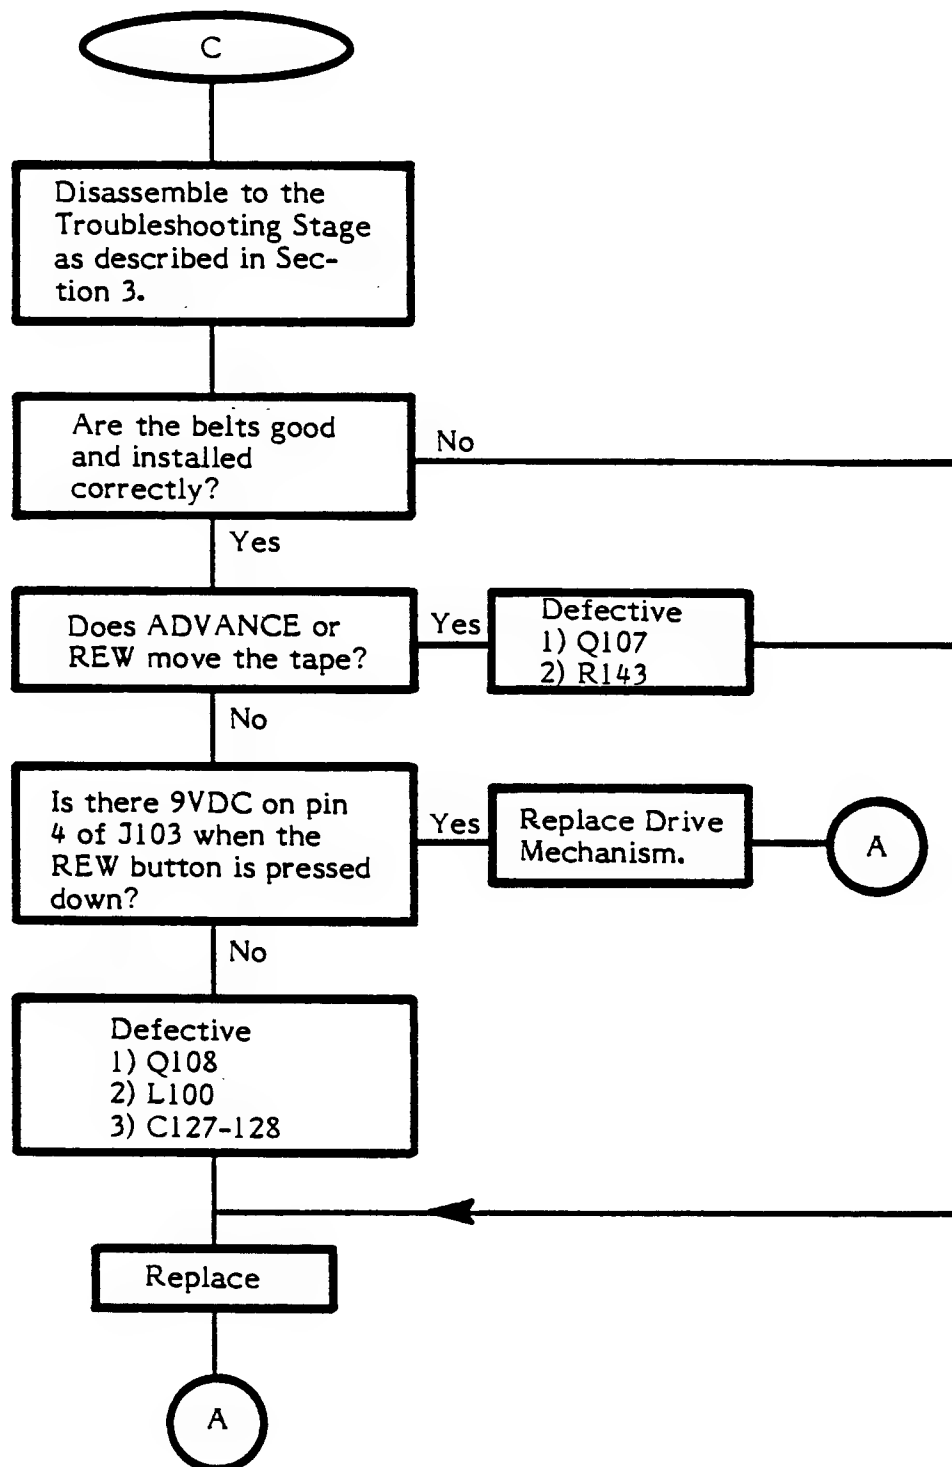 C
Disassemble to the
Troubleshooting Stage
as described in Sec-
tion 3.
Are the belts good
and installed
correctly?
No
Yes
Does ADVANCE or
REW move the tape?
Yes
Defective
1) Q107
2) R143
No
Is there 9VDC on pin
4 of J103 when the
REW button is pressed
down?
Yes
Replace Drive
Mechanism.
A
No
Defective
1) Q108
2) L100
3) C127-128
Replace
A